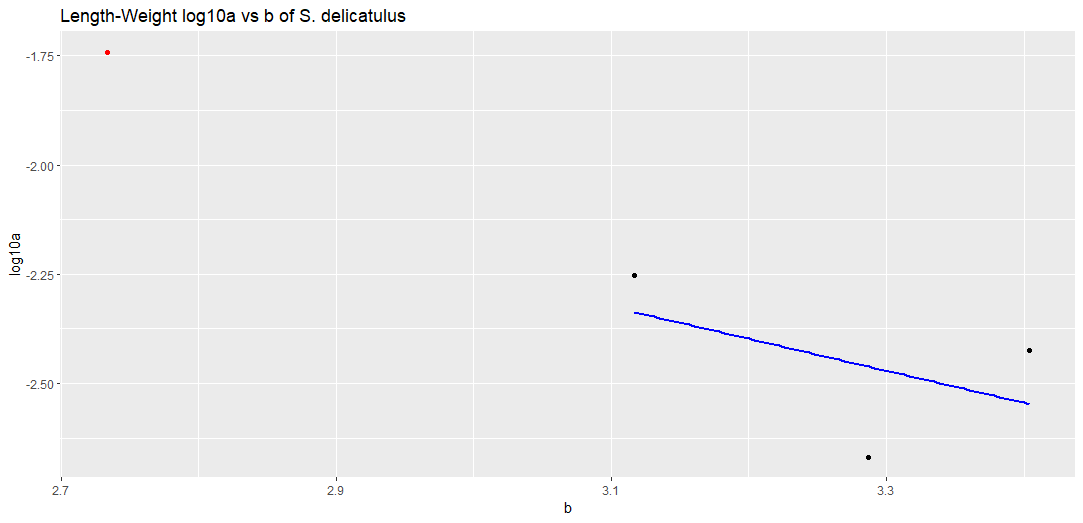 Length-Weight log10a vs b of S. delicatulus
-1.75
-2.00
-2.25
-2.50
log10a
2.7
2.9
3.1
3.3
b